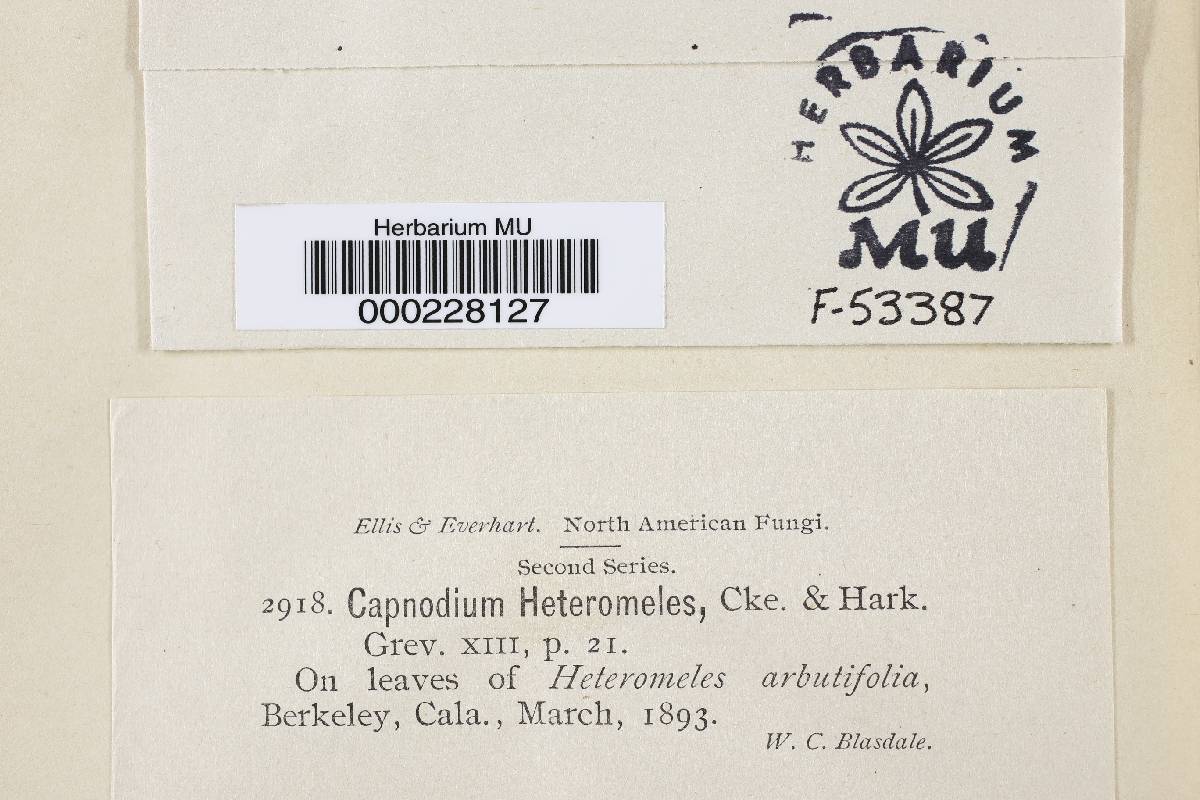 HERBARIUM
MU
Herbarium MU
000228127
F-53387
Ellis & Everhart. North American Fungi.
Second Series.
2918. Capnodium Heteromeles, Cke. & Hark.
Grev. XIII, p. 21.
On leaves of Heteromeles arbutifolia,
Berkeley, Cala., March, 1893.
W. C. Blasdale.